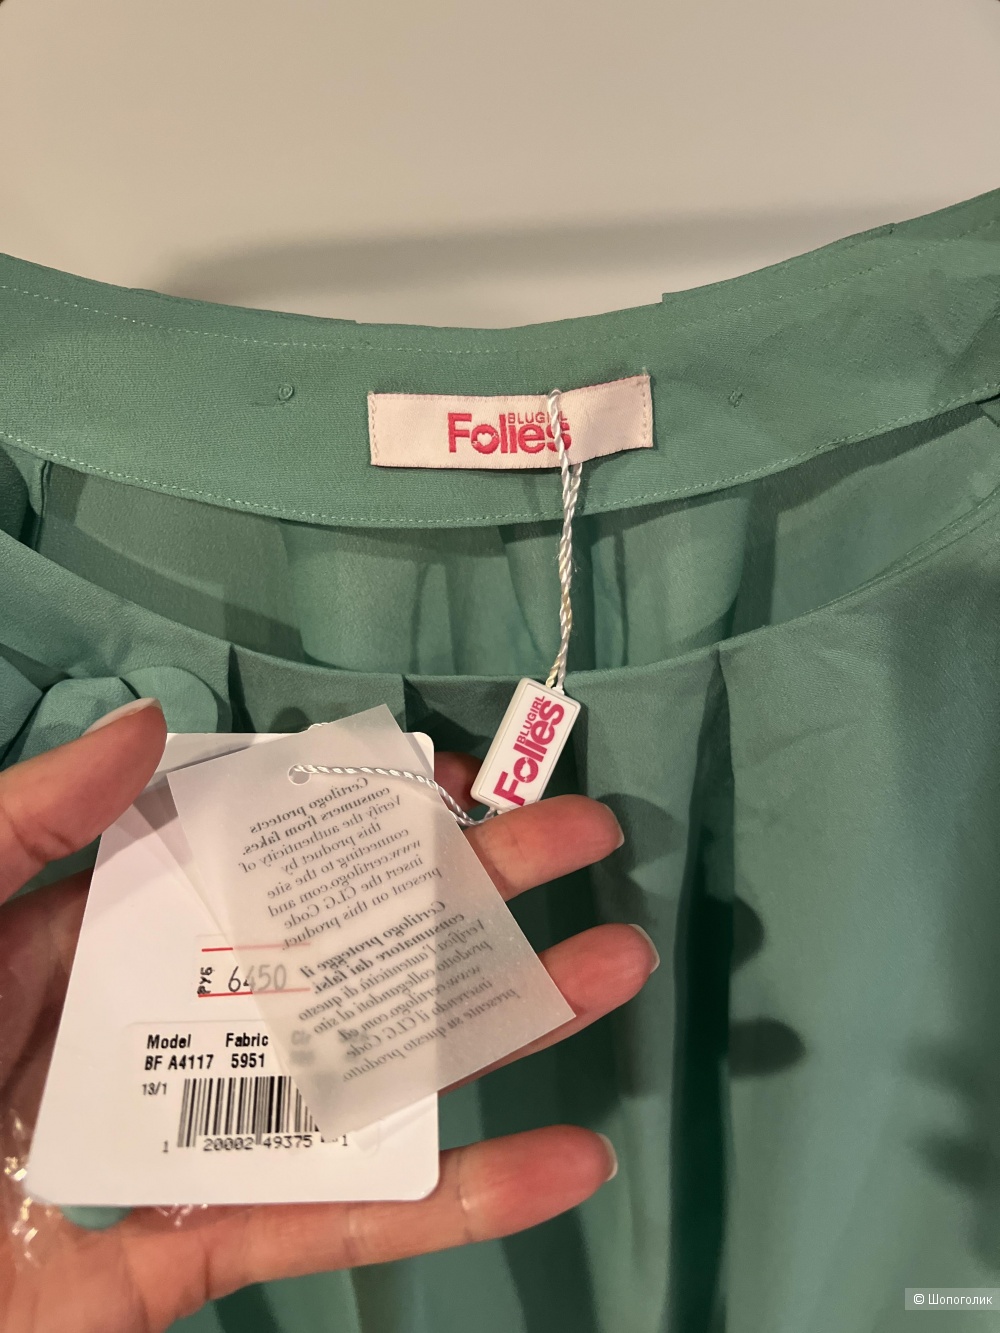 BLUGIRL
Folies
BLUGIRL
Folies
Certilogo protects
consumers from fakes.
Verify the authenticity of
this product by
connecting to the site
www.certilogo.com and
insert the CLG Code
present on this product.
Certilogo protegge il
consumatore dai falsi.
Verifica l'autenticità di questo
prodotto collegandoti al sito
www.certilogo.com ed
inserendo il CLG Code
presente su questo prodotto.
РУБ 6450
Model Fabric
BF A4117 5951
13/1
1 20002 49375 1
© Шопоголик